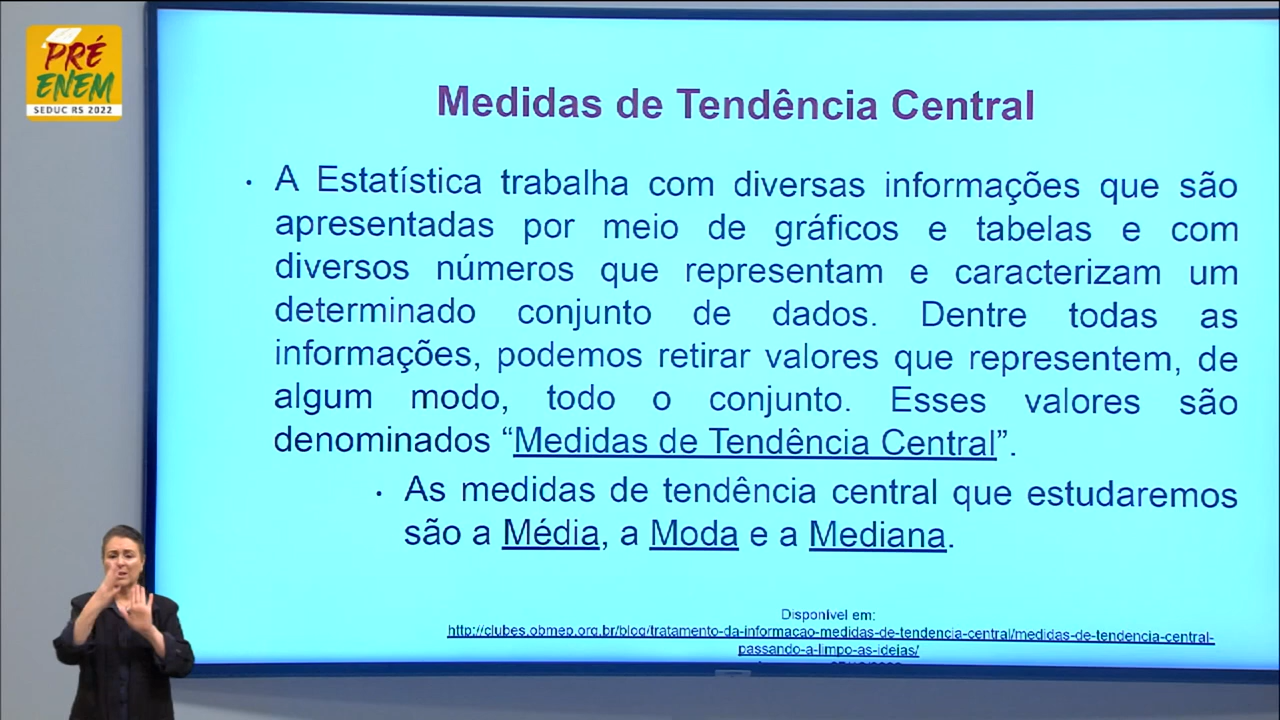 PRÉ
ENEM
SEDUC RS 2022
Medidas de Tendência Central
• A Estatística trabalha com diversas informações que são
apresentadas por meio de gráficos e tabelas e com
diversos números que representam e caracterizam um
determinado conjunto de dados. Dentre todas as
informações, podemos retirar valores que representem, de
algum modo, todo o conjunto. Esses valores são
denominados “Medidas de Tendência Central”.
• As medidas de tendência central que estudaremos
são a Média, a Moda e a Mediana.
Disponível em:
http://clubes.obmep.org.br/blog/tratamento-da-informacao-medidas-de-tendencia-central/medidas-de-tendencia-central-
passando-a-limpo-as-ideias/